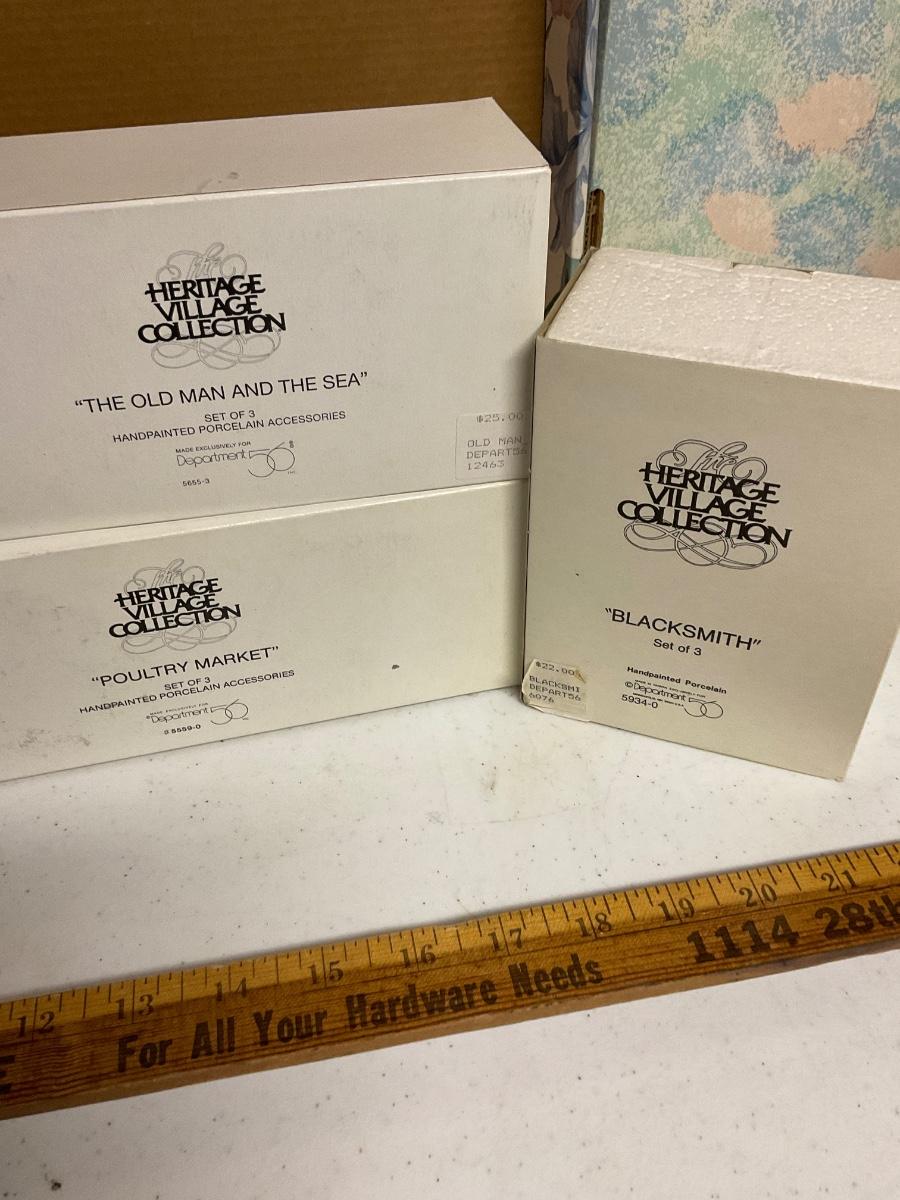 The
HERITAGE
VILLAGE
COLLECTION
"THE OLD MAN AND THE SEA"
SET OF 3
HANDPAINTED PORCELAIN ACCESSORIES
MADE EXCLUSIVELY FOR
Department 56®
INC.
5655-3
$25.00
OLD MAN
DEPART56
12463
The
HERITAGE
VILLAGE
COLLECTION
"POULTRY MARKET"
SET OF 3
HANDPAINTED PORCELAIN ACCESSORIES
MADE EXCLUSIVELY FOR
©Department 56
5559-0
The
HERITAGE
VILLAGE
COLLECTION
"BLACKSMITH"
Set of 3
Handpainted Porcelain
©Department 56
5934-0
$22.00
BLACKSMI
DEPART56
6076
12 13 14 15 16 17 18 19 20 21
For All Your Hardware Needs 1114 28th